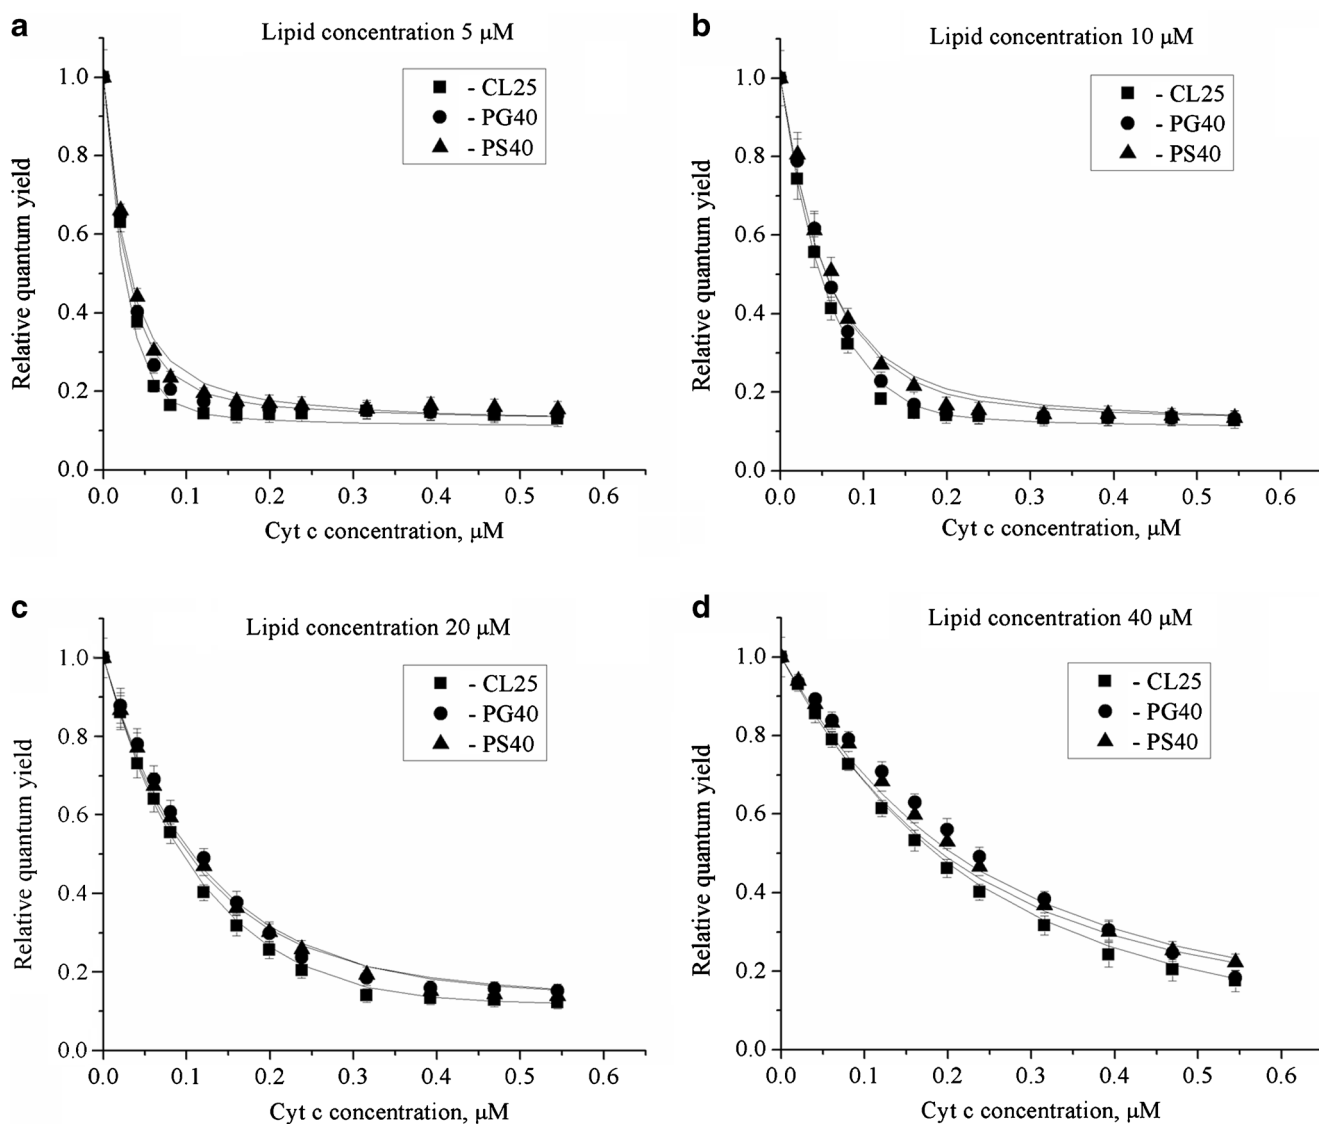 a
Lipid concentration 5 μM
- CL25
- PG40
- PS40
Relative quantum yield
1.0
0.8
0.6
0.4
0.2
0.0
0.0 0.1 0.2 0.3 0.4 0.5 0.6
Cyt c concentration, μM
b
Lipid concentration 10 μM
- CL25
- PG40
- PS40
Relative quantum yield
1.0
0.8
0.6
0.4
0.2
0.0
0.0 0.1 0.2 0.3 0.4 0.5 0.6
Cyt c concentration, μM
c
Lipid concentration 20 μM
- CL25
- PG40
- PS40
Relative quantum yield
1.0
0.8
0.6
0.4
0.2
0.0
0.0 0.1 0.2 0.3 0.4 0.5 0.6
Cyt c concentration, μM
d
Lipid concentration 40 μM
- CL25
- PG40
- PS40
Relative quantum yield
1.0
0.8
0.6
0.4
0.2
0.0
0.0 0.1 0.2 0.3 0.4 0.5 0.6
Cyt c concentration, μM